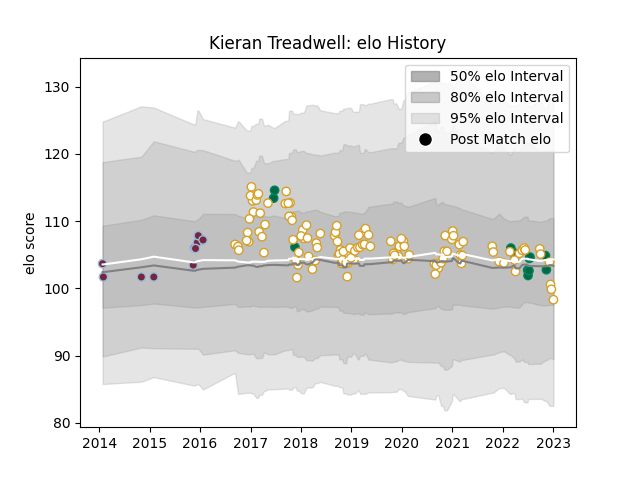 Kieran Treadwell: elo History
50% elo Interval
80% elo Interval
95% elo Interval
Post Match elo
elo score
130
120
110
100
90
80
2014 2015 2016 2017 2018 2019 2020 2021 2022 2023